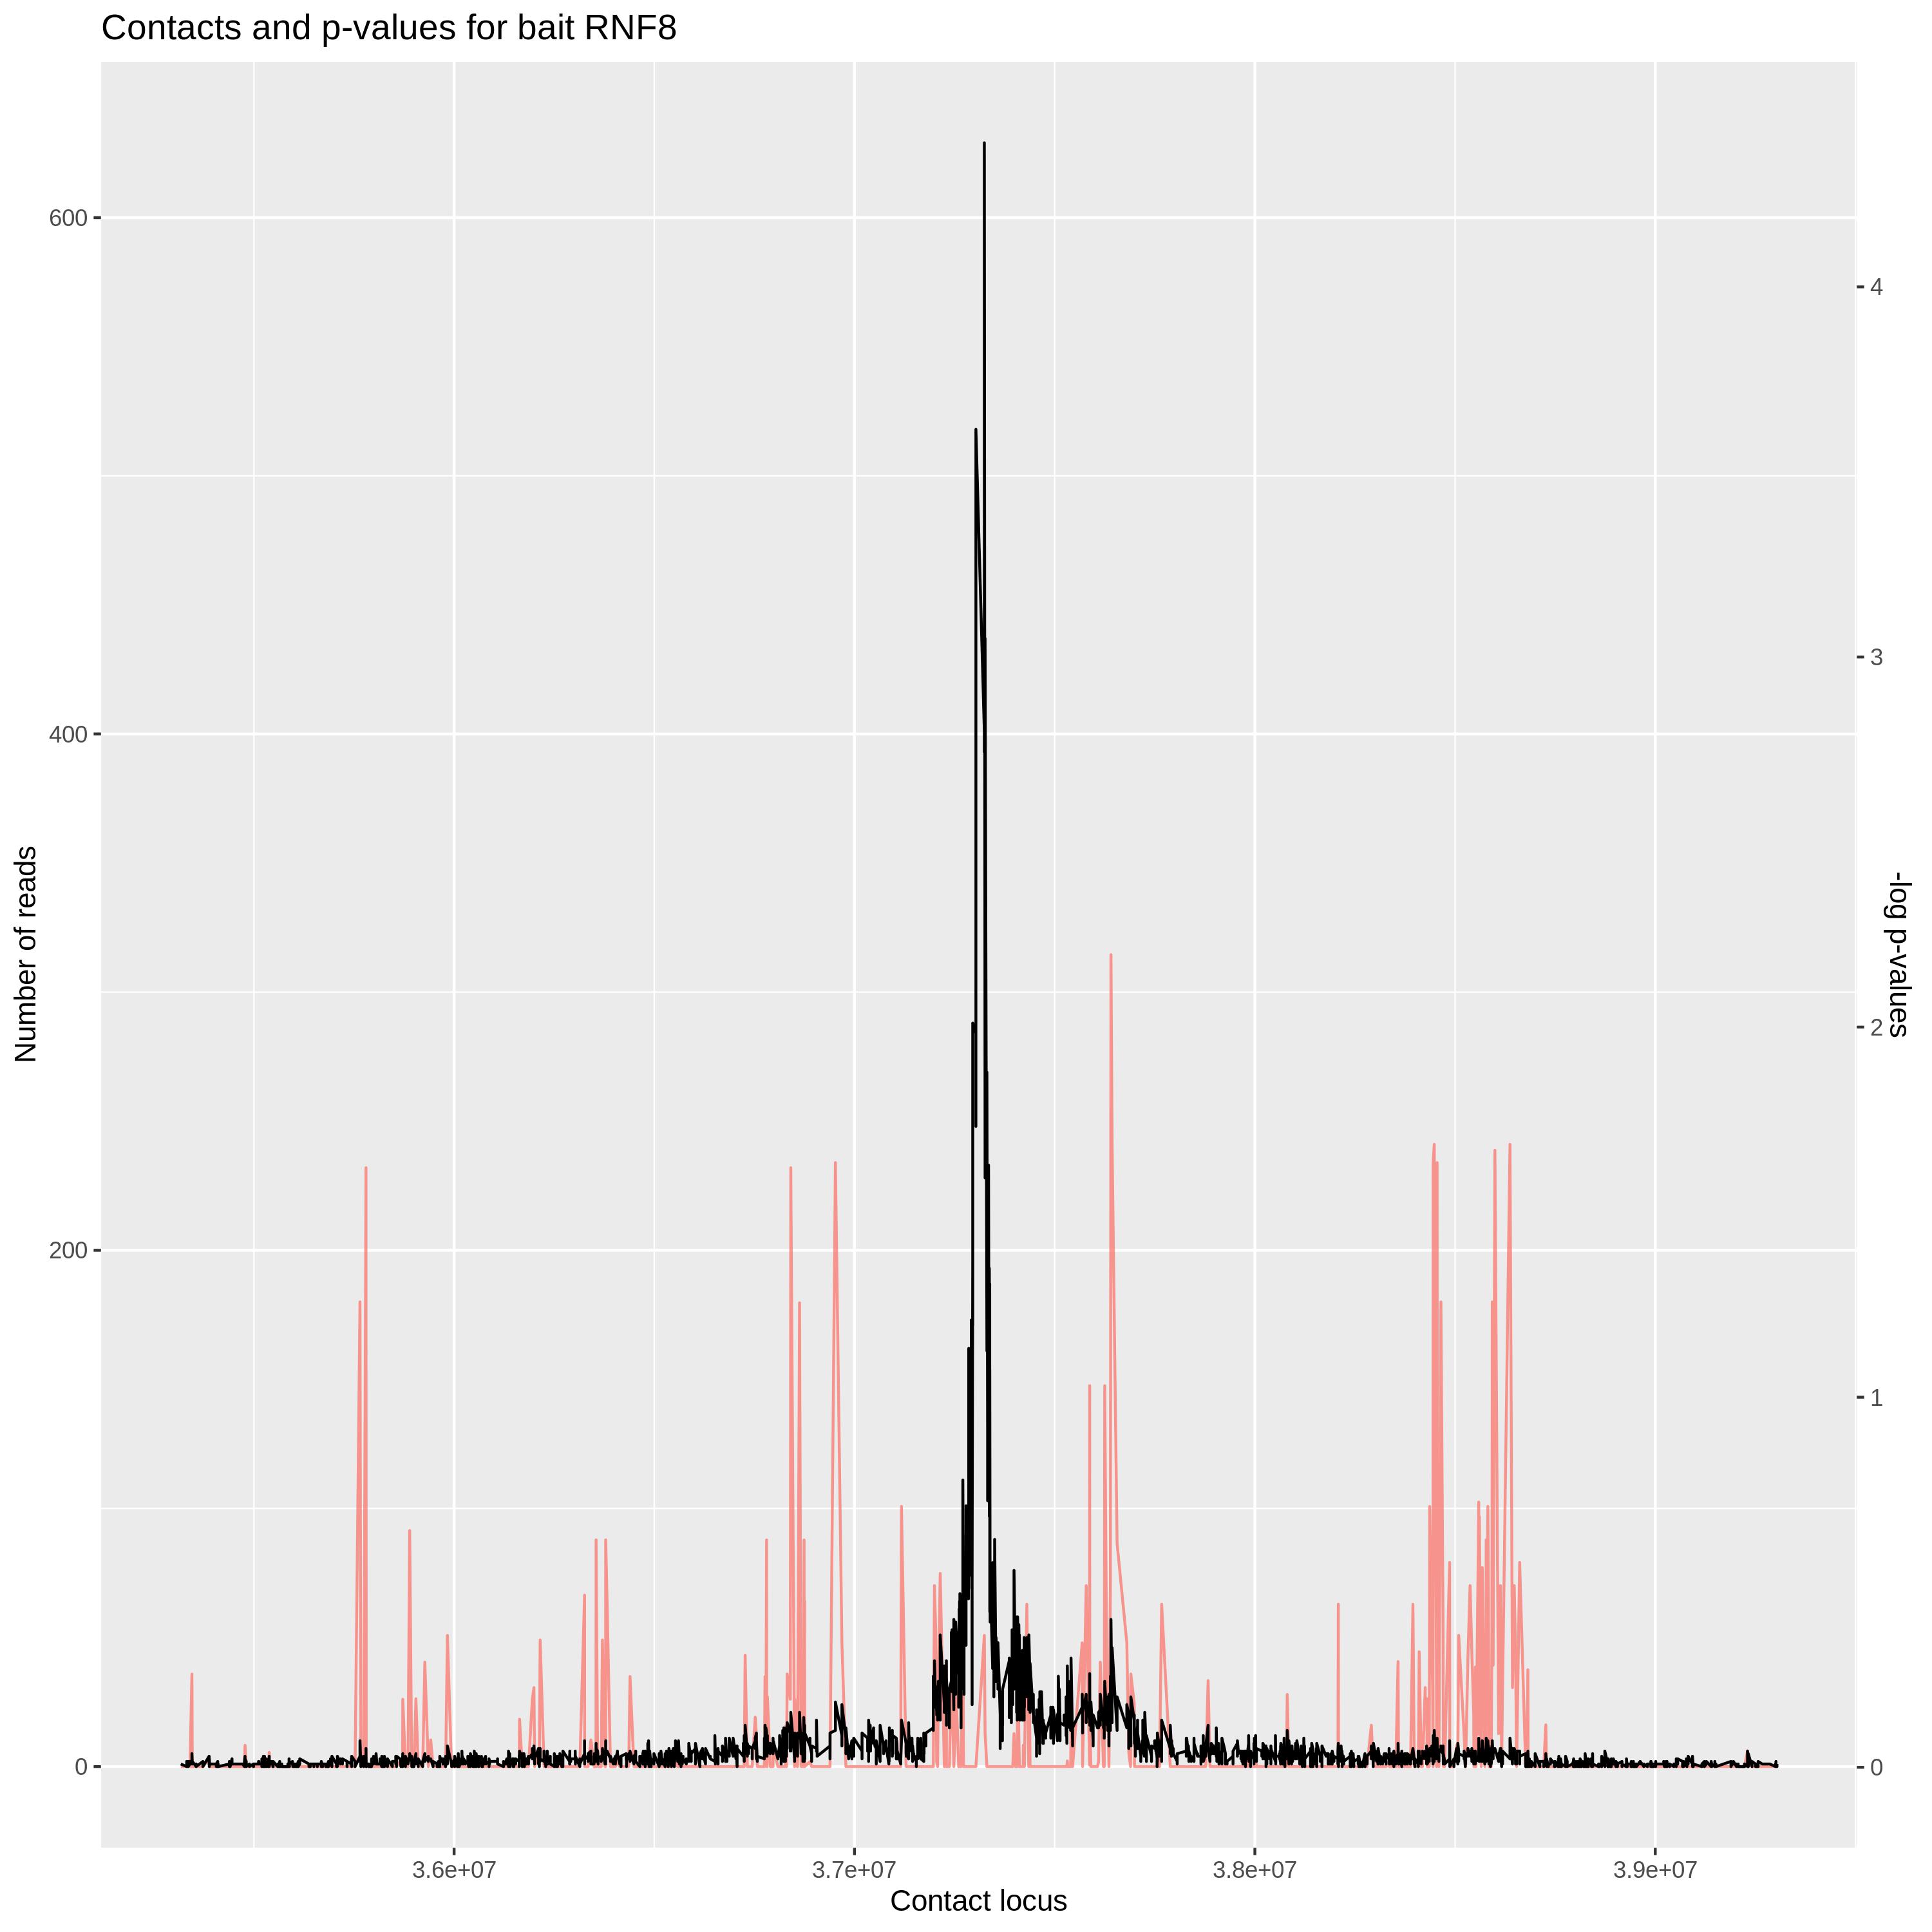 Contacts and p-values for bait RNF8
600
400
200
0
Number of reads
4
3
2
1
0
-log p-values
3.6e+07
3.7e+07
3.8e+07
3.9e+07
Contact locus